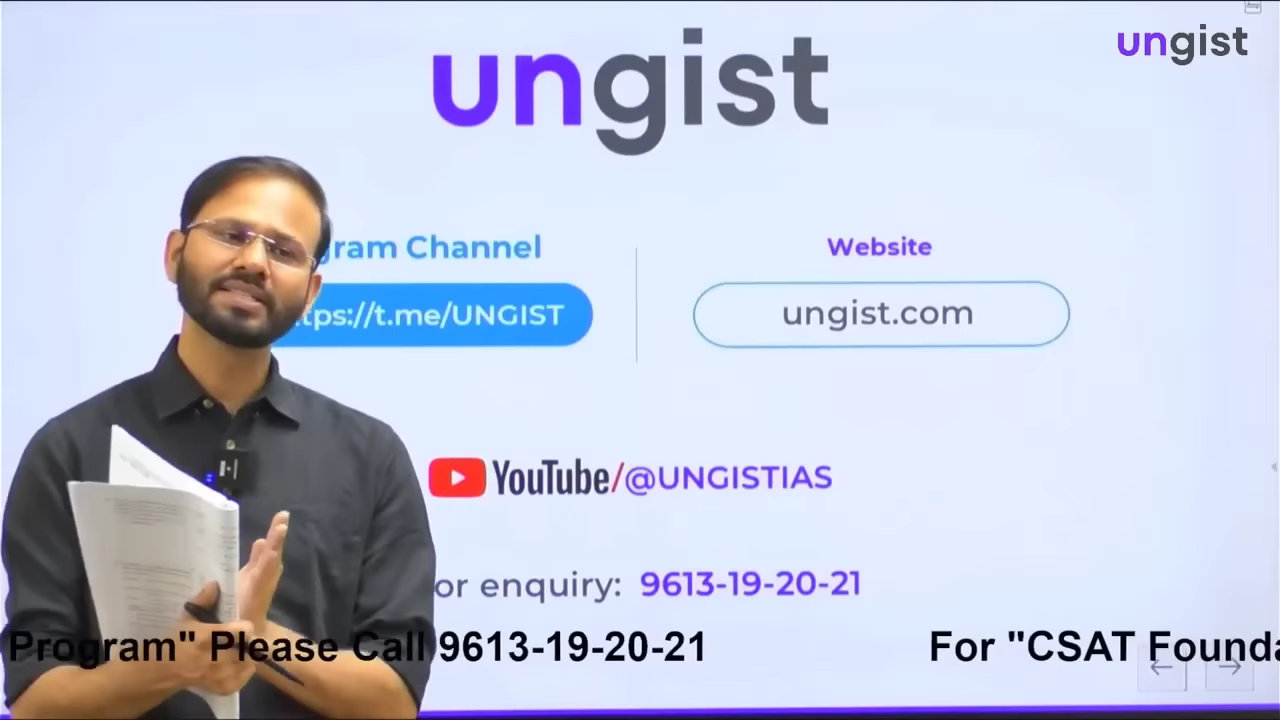 ungist
ungist
gram Channel
Website
tps://t.me/UNGIST
ungist.com
YouTube/@UNGISTIAS
or enquiry: 9613-19-20-21
Program" Please Call 9613-19-20-21
For "CSAT Founda